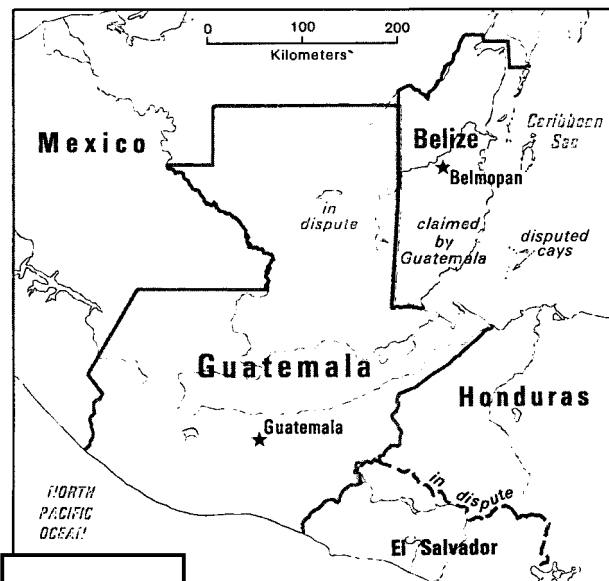 0 200
Kilometers
Mexico
Belize
Caribbean
Sea
Belmopan
in
dispute
claimed
by
Guatemala
disputed
cays
Guatemala
Honduras
Guatemala
in dispute
NORTH
PACIFIC
OCEAN
El Salvador